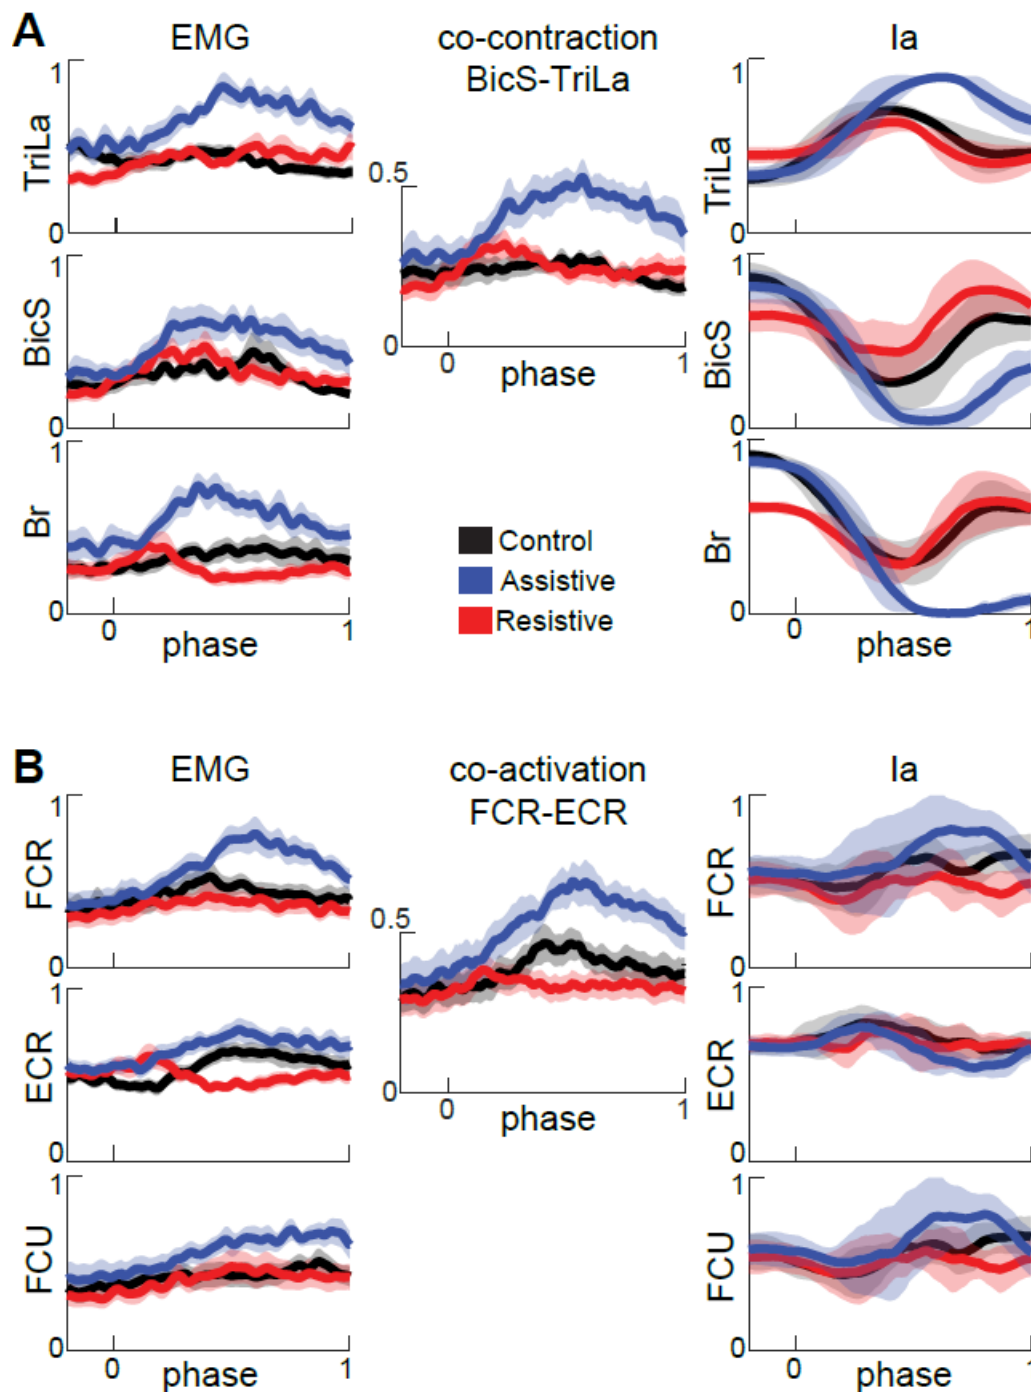 A
EMG
co-contraction
BicS-TriLa
Ia
1
TriLa
0
0.5
0
0
1
phase
1
TriLa
0
1
BicS
0
1
BicS
0
1
Br
0
0
1
phase
Control
Assistive
Resistive
1
Br
0
0
1
phase
B
EMG
co-activation
FCR-ECR
Ia
1
FCR
0
0.5
0
0
1
phase
1
FCR
0
1
ECR
0
1
ECR
0
1
FCU
0
0
1
phase
1
FCU
0
0
1
phase